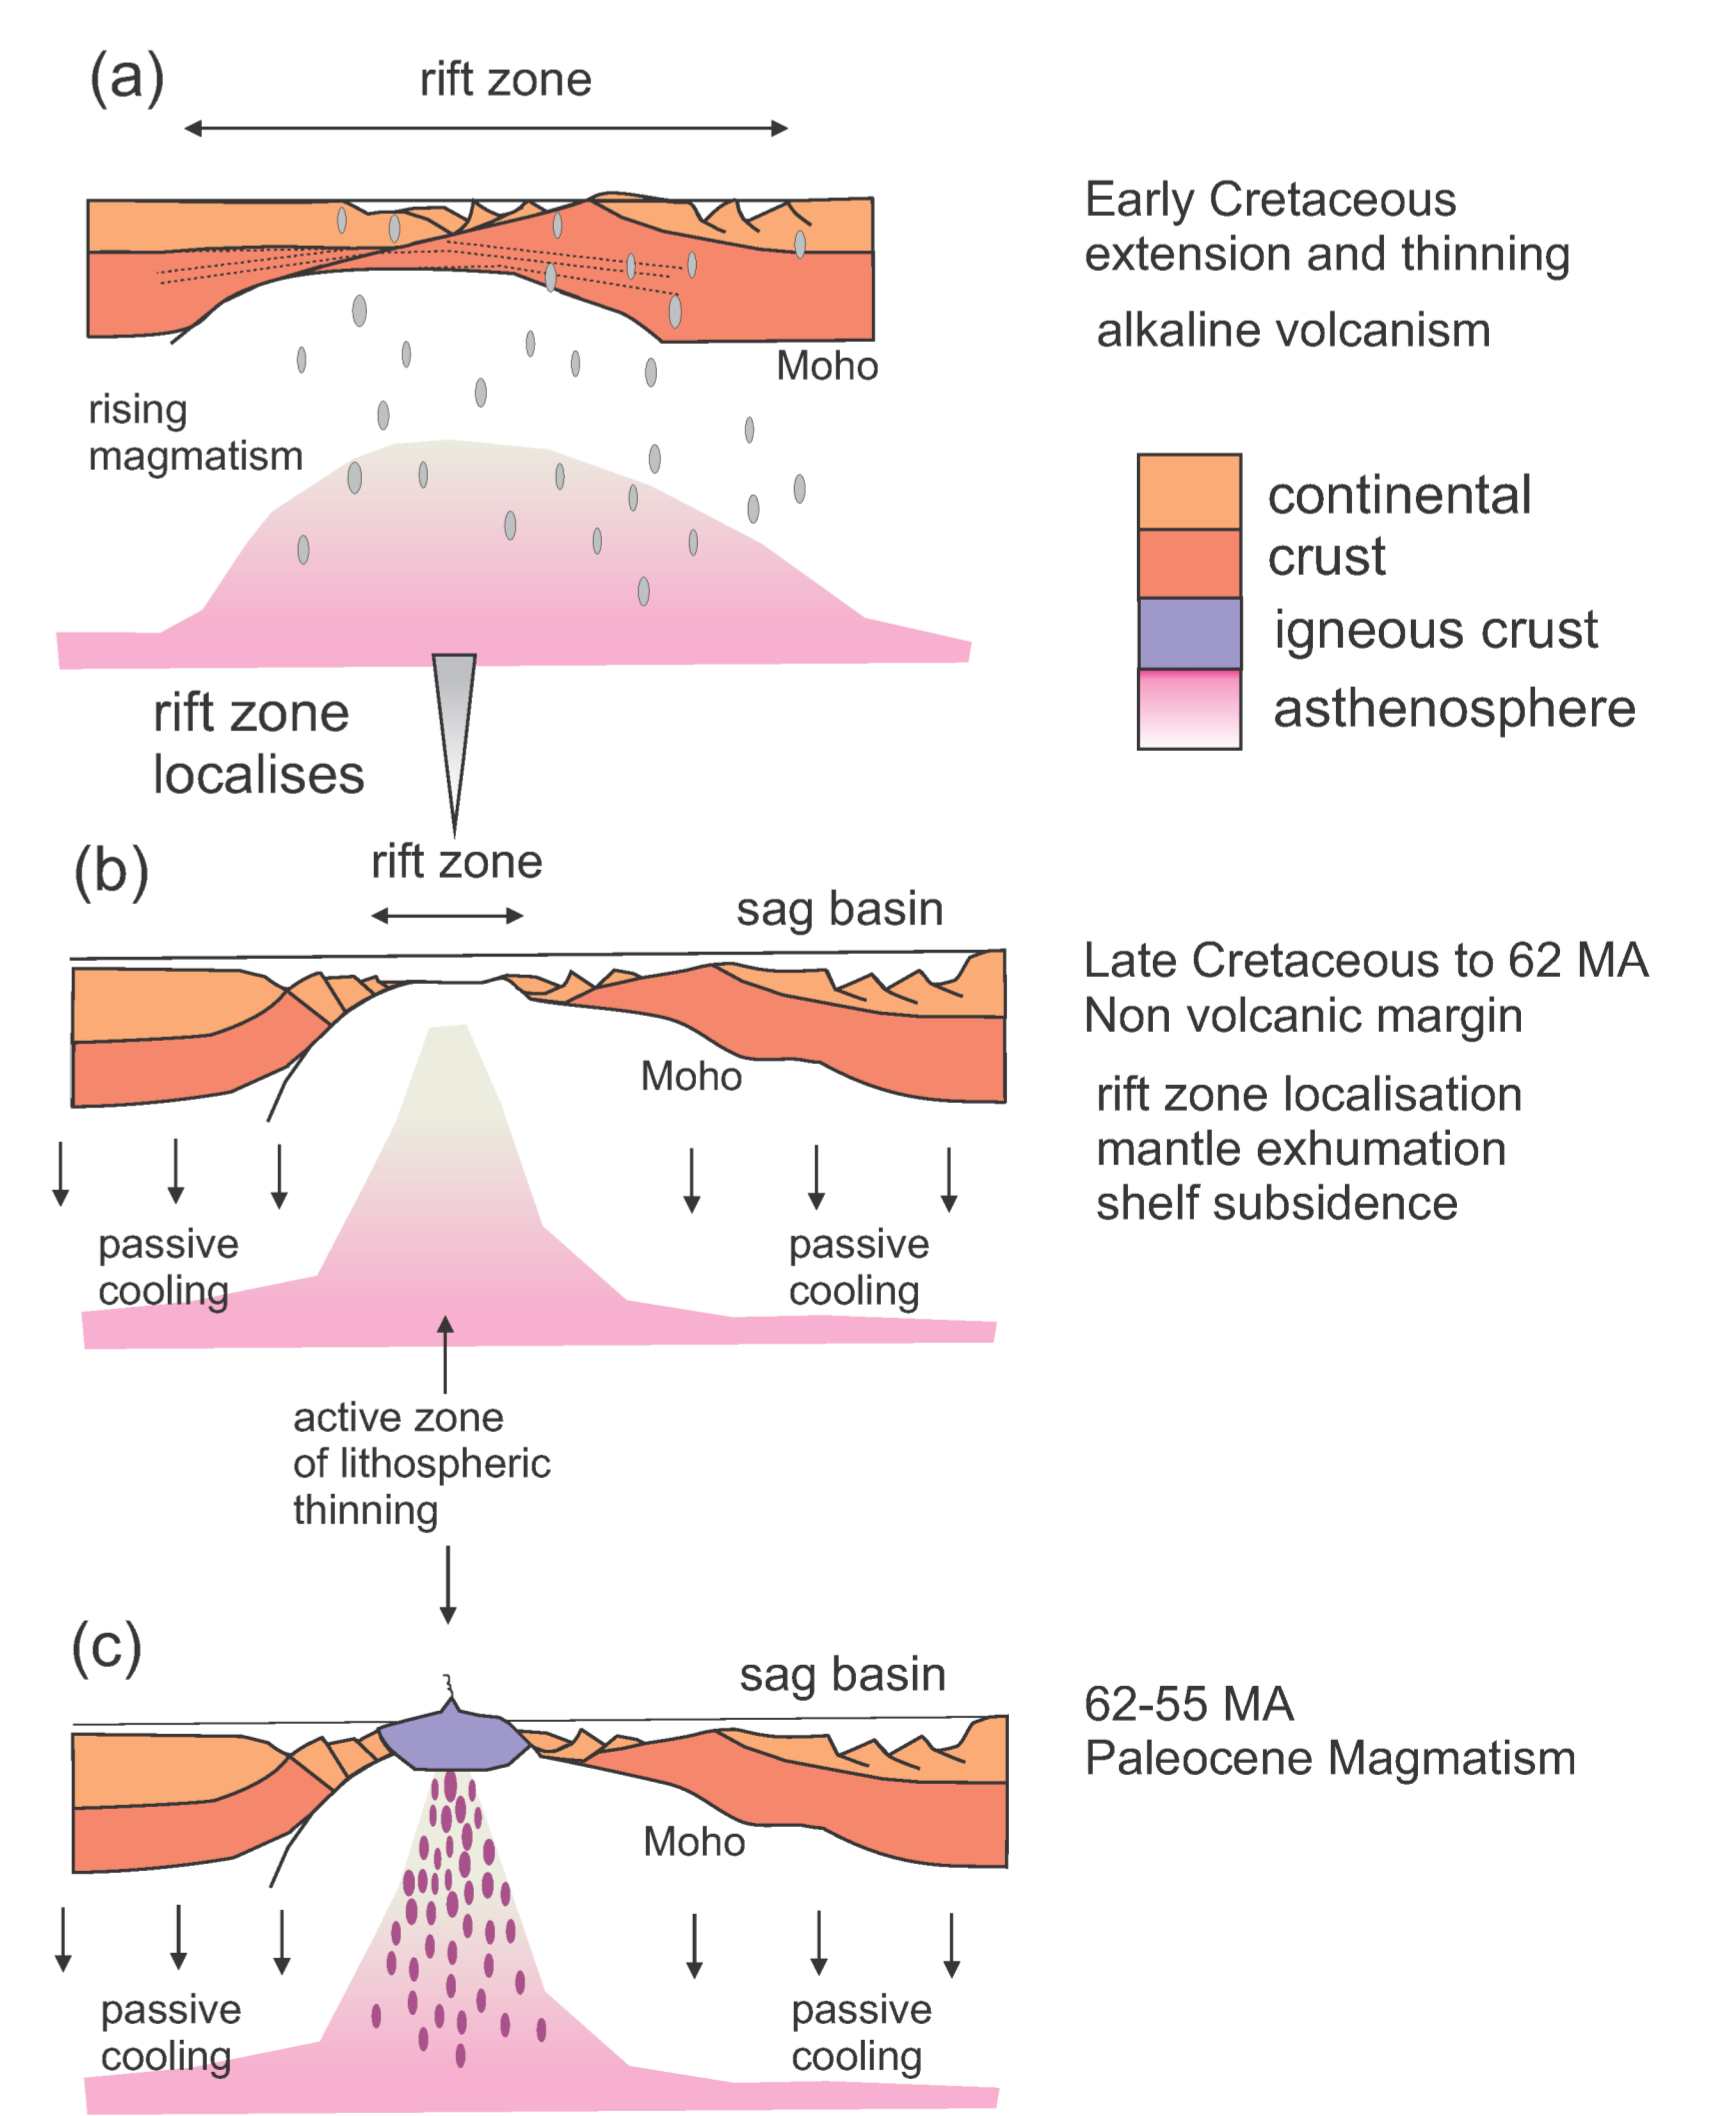 (a)
rift zone
Early Cretaceous
extension and thinning
alkaline volcanism
Moho
rising
magmatism
continental
crust
igneous crust
asthenosphere
rift zone
localises
(b)
rift zone
sag basin
Late Cretaceous to 62 MA
Non volcanic margin
Moho
rift zone localisation
mantle exhumation
shelf subsidence
passive
cooling
passive
cooling
active zone
of lithospheric
thinning
(c)
sag basin
62-55 MA
Paleocene Magmatism
Moho
passive
cooling
passive
cooling